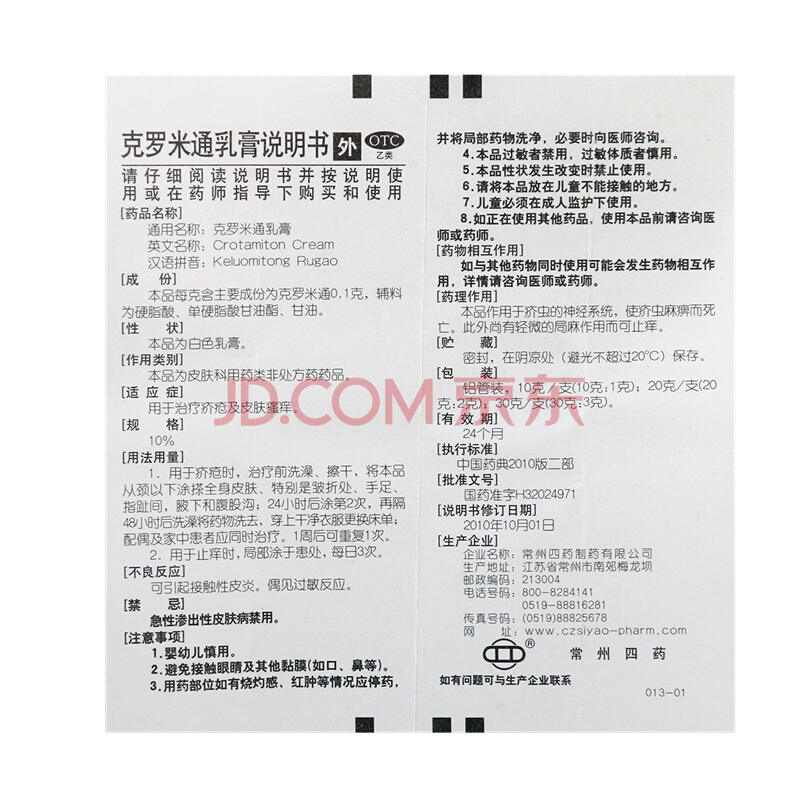 克罗米通乳膏说明书 外 OTC
乙类
请仔细阅读说明书并按说明使
用或在药师指导下购买和使用
[药品名称]
通用名称：克罗米通乳膏
英文名称：Crotamiton Cream
汉语拼音：Keluomitong Rugao
[成 份]
本品每克含主要成份为克罗米通0.1克，辅料
为硬脂酸、单硬脂酸甘油酯、甘油。
[性 状]
本品为白色乳膏。
[作用类别]
本品为皮肤科用药类非处方药药品。
[适 应 症]
用于治疗疥疮及皮肤瘙痒。
[规 格]
10%
[用法用量]
1．用于疥疮时，治疗前洗澡、擦干，将本品
从颈以下涂搽全身皮肤、特别是皱折处、手足、
指趾间，腋下和腹股沟；24小时后涂第2次，再隔
48小时后洗澡将药物洗去，穿上干净衣服更换床单；
配偶及家中患者应同时治疗。1周后可重复1次。
2．用于止痒时，局部涂于患处，每日3次。
[不良反应]
可引起接触性皮炎。偶见过敏反应。
[禁 忌]
急性渗出性皮肤病禁用。
[注意事项]
1.婴幼儿慎用。
2.避免接触眼睛及其他黏膜(如口、鼻等)。
3.用药部位如有烧灼感、红肿等情况应停药，
并将局部药物洗净，必要时向医师咨询。
4.本品过敏者禁用，过敏体质者慎用。
5.本品性状发生改变时禁止使用。
6.请将本品放在儿童不能接触的地方。
7.儿童必须在成人监护下使用。
8.如正在使用其他药品，使用本品前请咨询医
师或药师。
[药物相互作用]
如与其他药物同时使用可能会发生药物相互作
用，详情请咨询医师或药师。
[药理作用]
本品作用于疥虫的神经系统，使疥虫麻痹而死
亡。此外尚有轻微的局麻作用而可止痒。
[贮 藏]
密封，在阴凉处（避光不超过20℃）保存。
[包 装]
铝管装，10克/支(10克:1克)；20克/支(20
克:2克)，30克/支(30克:3克)。
[有 效 期]
24个月
[执行标准]
中国药典2010版二部
[批准文号]
国药准字H32024971
[说明书修订日期]
2010年10月01日
[生产企业]
企业名称：常州四药制药有限公司
生产地址：江苏省常州市南郊梅龙坝
邮政编码：213004
电话号码：800-8284141
0519-88816281
传真号码：(0519)88825678
网 址：www.czsiyao-pharm.com
® 常州四药
如有问题可与生产企业联系
013-01
JD.COM 京东